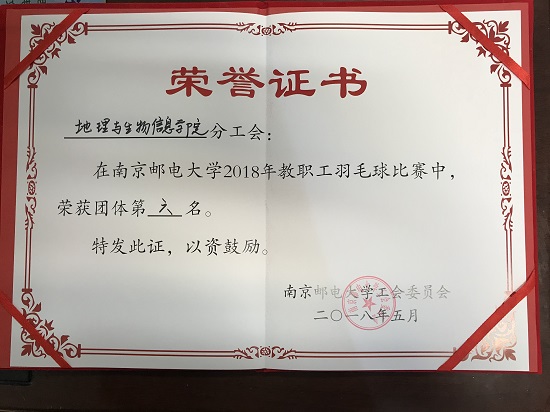 荣誉证书
地理与生物信息学院分工会：
在南京邮电大学2018年教职工羽毛球比赛中，
荣获团体第六名。
特发此证，以资鼓励。
南京邮电大学工会委员会
二〇一八年五月